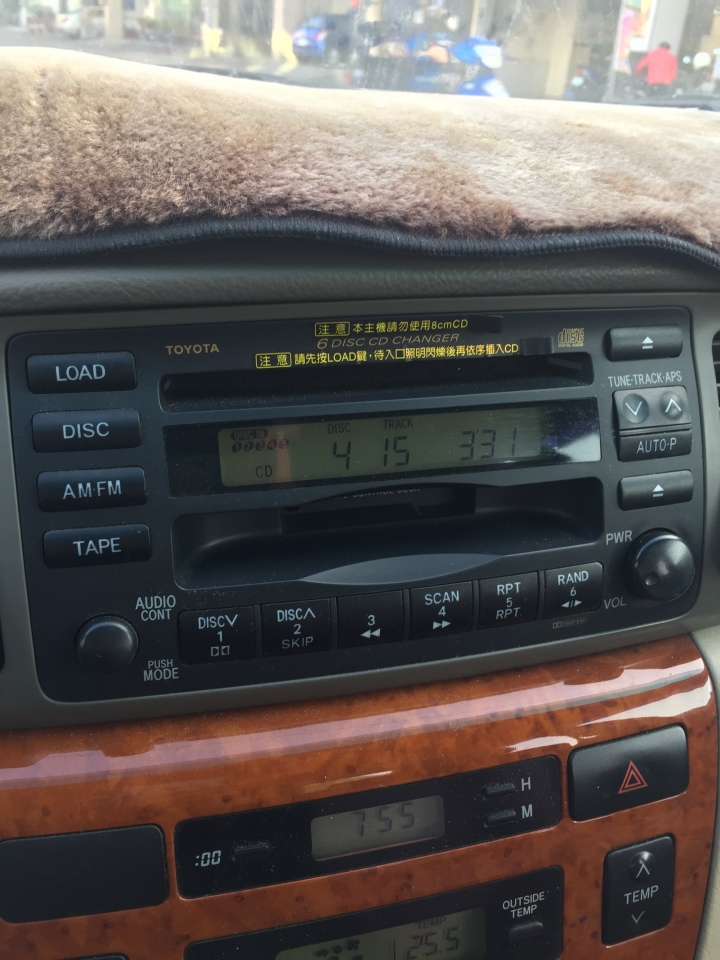 注意 本主機請勿使用8cmCD
TOYOTA
6 DISC CD CHANGER
注意 請先按LOAD鍵,待入口照明閃爍後再依序插入CD
LOAD
TUNE·TRACK·APS
DISC
DISC IN
DISC TRACK
CD 4 15 331
AUTO·P
AM·FM
TAPE
PWR
AUDIO CONT
DISC∨ 1
DISC∧ 2 SKIP
3
SCAN 4
RPT 5 RPT
RAND 6
VOL
PUSH MODE
H
7:55
M
:00
TEMP
OUTSIDE TEMP
TEMP
25.5